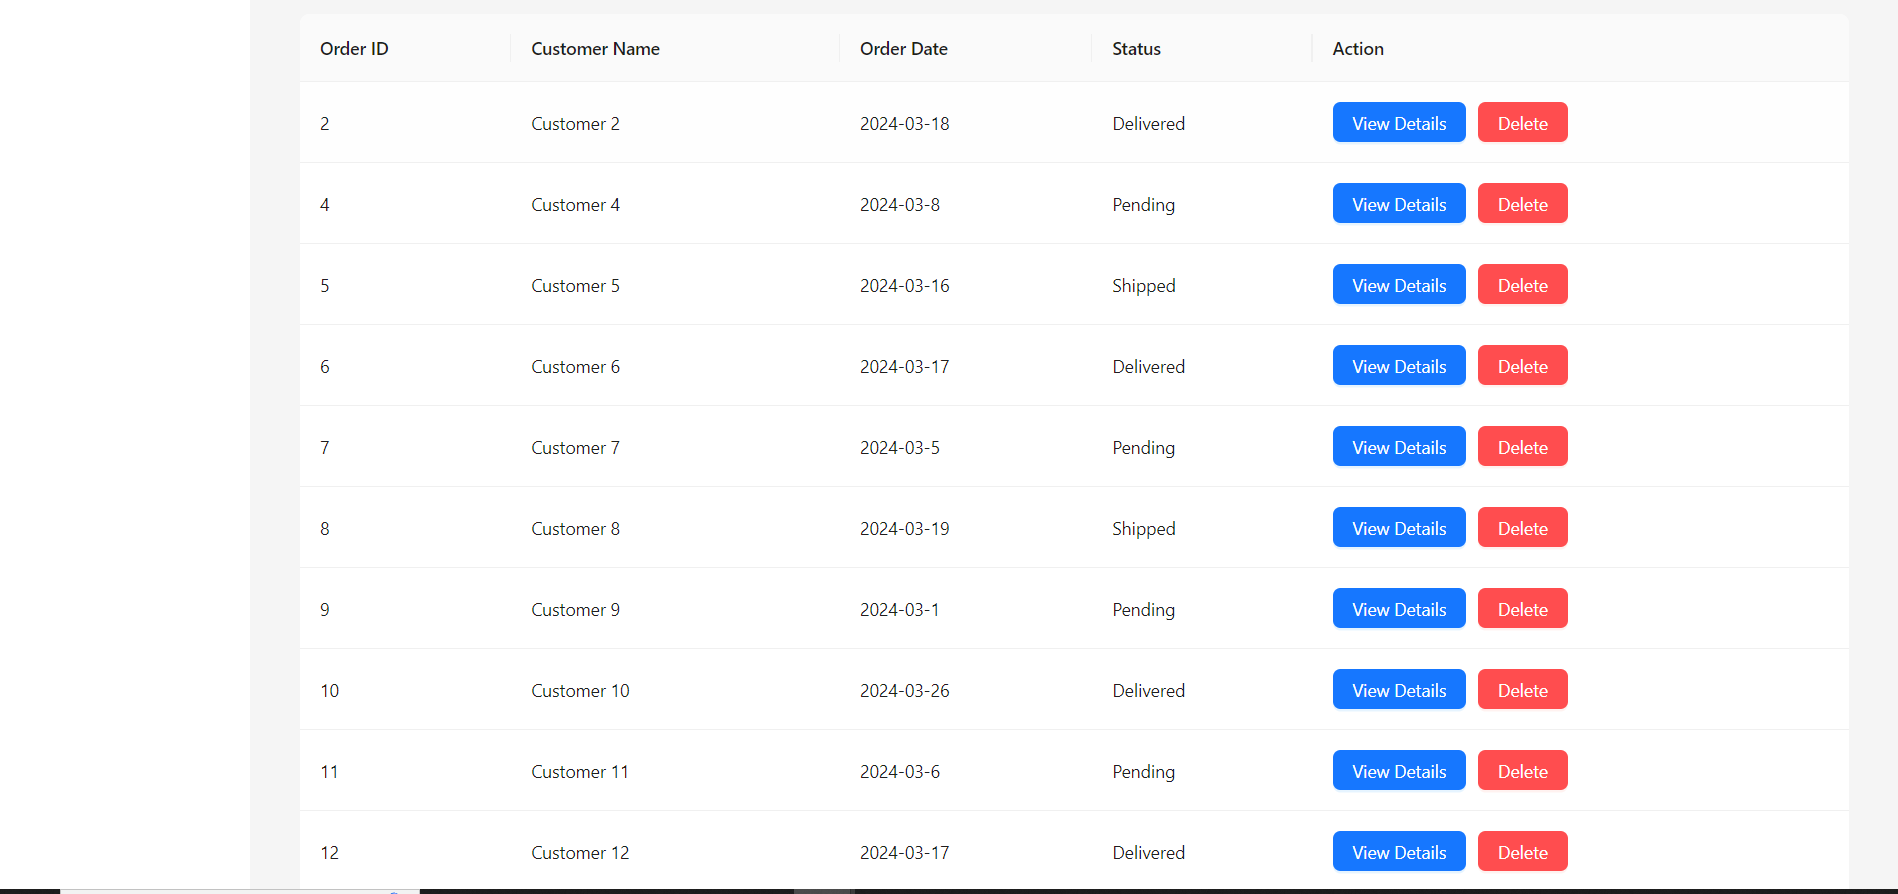 Order ID Customer Name Order Date Status Action
2 Customer 2 2024-03-18 Delivered View Details Delete
4 Customer 4 2024-03-8 Pending View Details Delete
5 Customer 5 2024-03-16 Shipped View Details Delete
6 Customer 6 2024-03-17 Delivered View Details Delete
7 Customer 7 2024-03-5 Pending View Details Delete
8 Customer 8 2024-03-19 Shipped View Details Delete
9 Customer 9 2024-03-1 Pending View Details Delete
10 Customer 10 2024-03-26 Delivered View Details Delete
11 Customer 11 2024-03-6 Pending View Details Delete
12 Customer 12 2024-03-17 Delivered View Details Delete